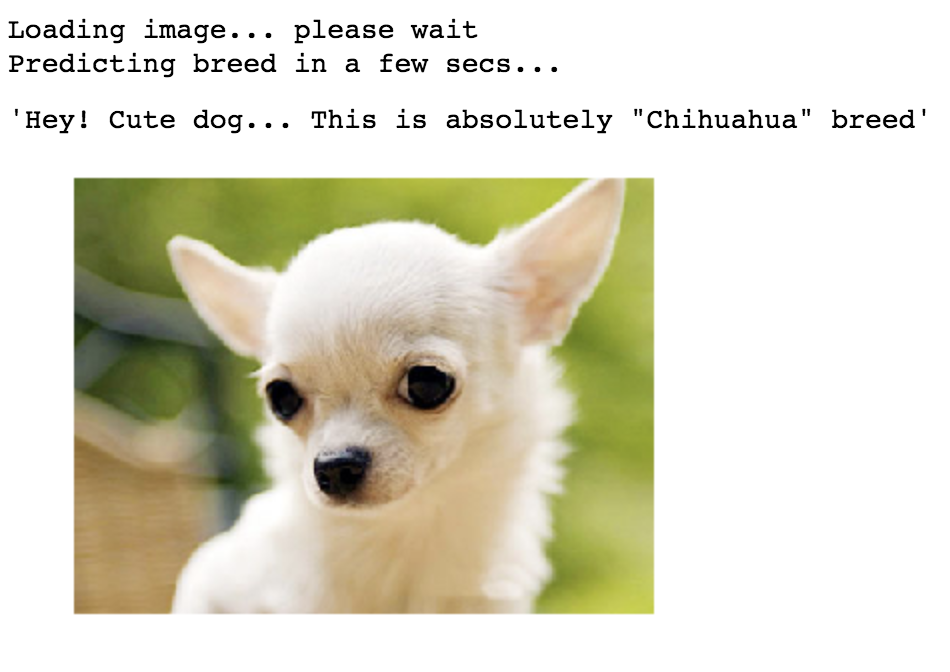 Loading image... please wait
Predicting breed in a few secs...
'Hey! Cute dog... This is absolutely "Chihuahua" breed'